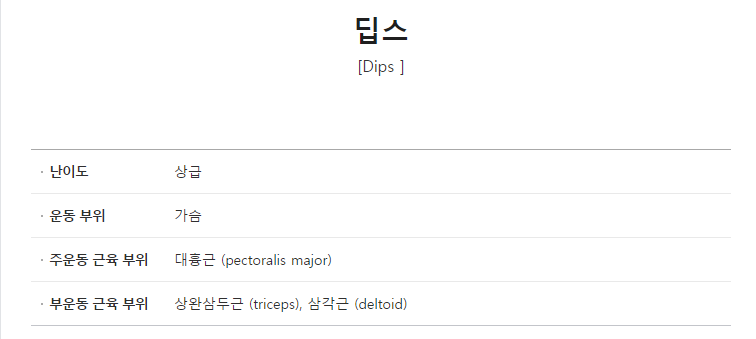 딥스
[Dips ]
· 난이도 상급
· 운동 부위 가슴
· 주운동 근육 부위 대흉근 (pectoralis major)
· 부운동 근육 부위 상완삼두근 (triceps), 삼각근 (deltoid)